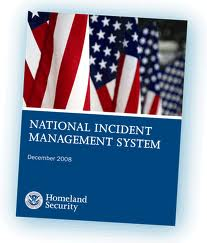 NATIONAL INCIDENT
MANAGEMENT SYSTEM
December 2008
Homeland
Security